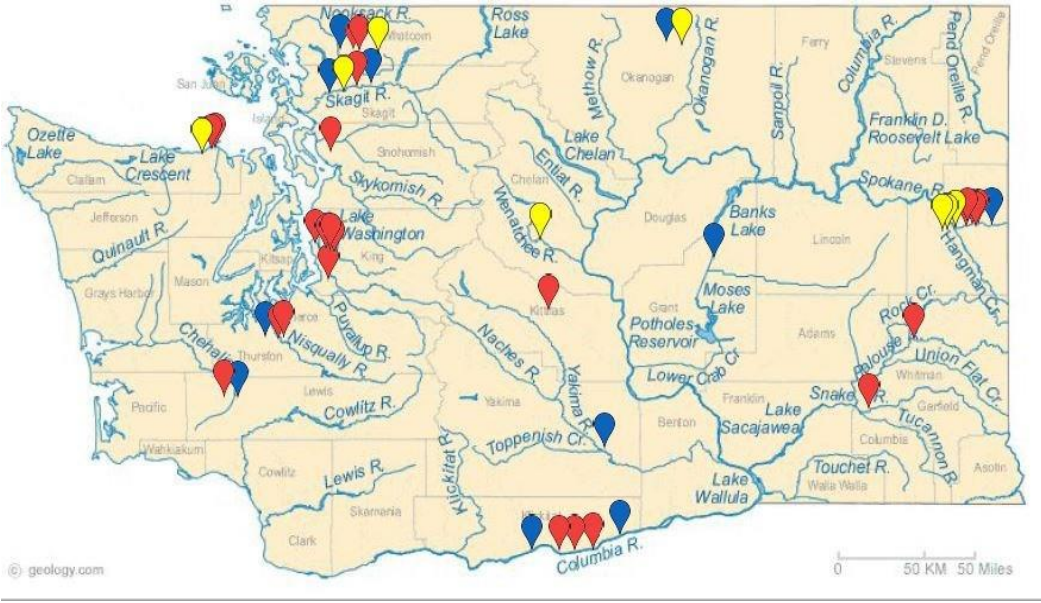 Nooksack R.
Whatcom
Ross
Lake
San Juan
Skagit R.
Skagit
Island
Snohomish
Ozette
Lake
Lake
Crescent
Clallam
Jefferson
Quinault R.
Grays Harbor
Mason
Kitsap
Lake
Washington
King
Skykomish R.
Chelan
Wenatchee R.
Entiat R.
Lake
Chelan
Methow R.
Okanogan
Okanogan R.
Ferry
Sanpoil R.
Columbia R.
Stevens
Pend Oreille R.
Pend Oreille
Franklin D.
Roosevelt Lake
Spokane R.
Hangman Cr.
Douglas
Banks
Lake
Lincoln
Moses
Lake
Grant
Potholes
Reservoir
Lower Crab Cr
Adams
Rock Cr.
Palouse R.
Union Flat Cr.
Whitman
Snake R.
Garfield
Tucannon R.
Columbia
Asotin
Franklin
Lake
Sacajawea
Benton
Touchet R.
Walla Walla
Lake
Wallula
Kittitas
Naches R.
Yakima R.
Yakima
Toppenish Cr.
Klickitat R.
Columbia R.
Puyallup R.
Nisqually R.
Thurston
Chehalis
Lewis
Cowlitz R.
Pacific
Wahkiakum
Cowlitz
Lewis R.
Skamania
Clark
© geology.com
0 50 KM 50 Miles